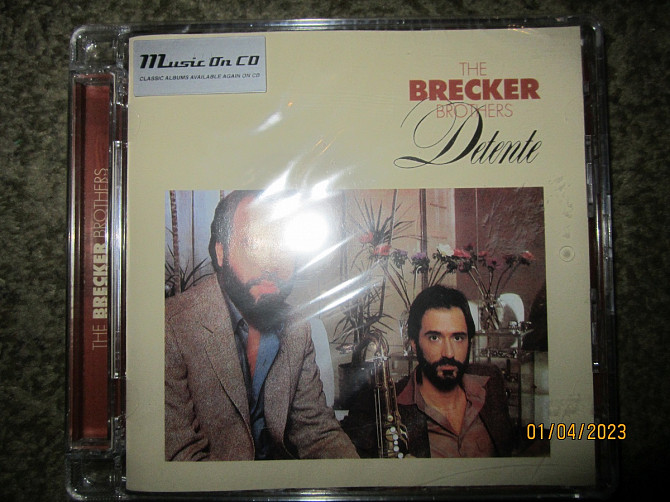 Music On CD
CLASSIC ALBUMS AVAILABLE AGAIN ON CD
THE
BRECKER
BROTHERS
Detente
THE BRECKER BROTHERS
01/04/2023